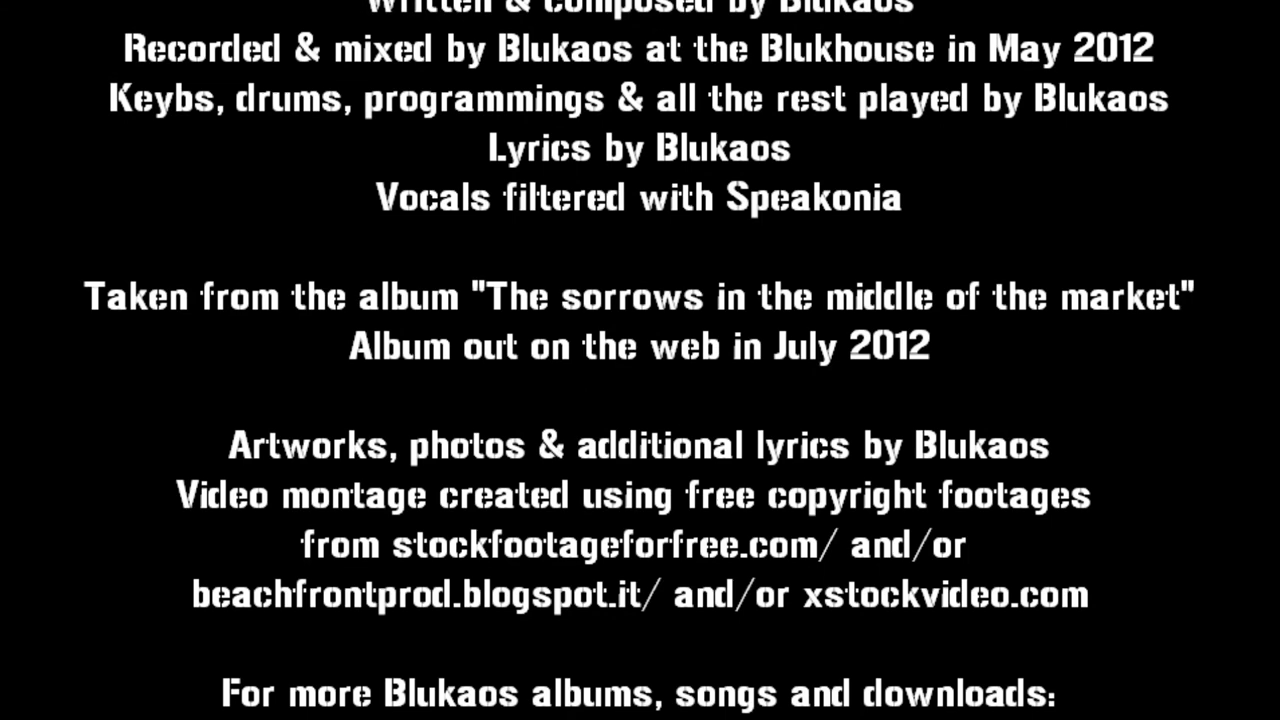 Written & composed by Blukaos
Recorded & mixed by Blukaos at the Blukhouse in May 2012
Keybs, drums, programmings & all the rest played by Blukaos
Lyrics by Blukaos
Vocals filtered with Speakonia
Taken from the album "The sorrows in the middle of the market"
Album out on the web in July 2012
Artworks, photos & additional lyrics by Blukaos
Video montage created using free copyright footages
from stockfootageforfree.com/ and/or
beachfrontprod.blogspot.it/ and/or xstockvideo.com
For more Blukaos albums, songs and downloads: